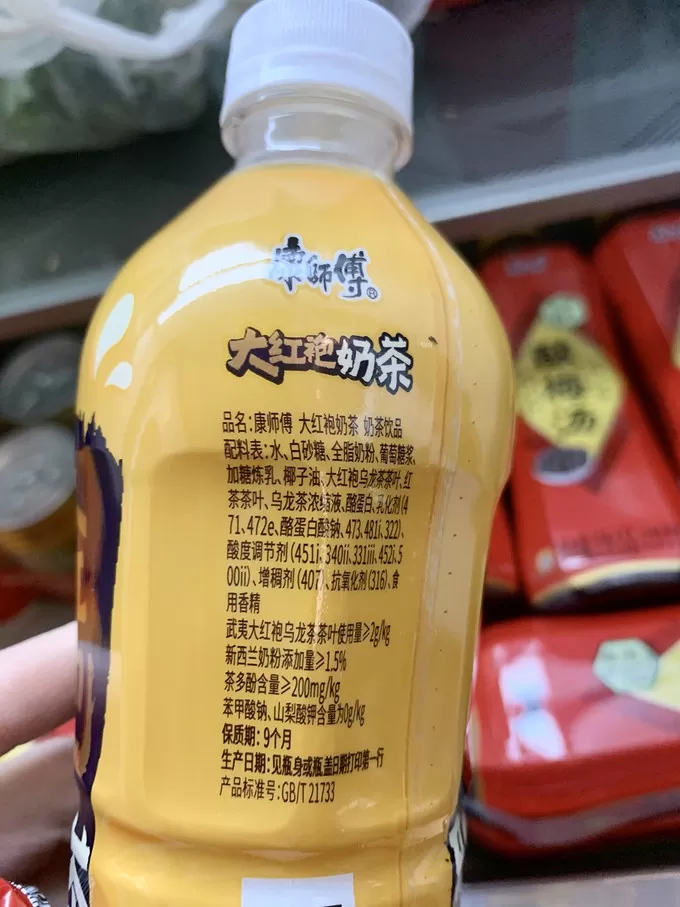 康师傅®
大红袍奶茶
品名:康师傅 大红袍奶茶 奶茶饮品
配料表:水、白砂糖、全脂奶粉、葡萄糖浆、
加糖炼乳、椰子油、大红袍乌龙茶茶叶、红
茶茶叶、乌龙茶浓缩液、酪蛋白、乳化剂(4
71、472e、酪蛋白酸钠、473、481i、322)、
酸度调节剂(451i、340ii、331iii、452i、5
00ii)、增稠剂(407)、抗氧化剂(316)、食
用香精
武夷大红袍乌龙茶茶叶使用量≥2g/kg
新西兰奶粉添加量≥1.5%
茶多酚含量≥200mg/kg
苯甲酸钠、山梨酸钾含量为0g/kg
保质期:9个月
生产日期:见瓶身或瓶盖日期打印第一行
产品标准号:GB/T 21733
酸梅汤